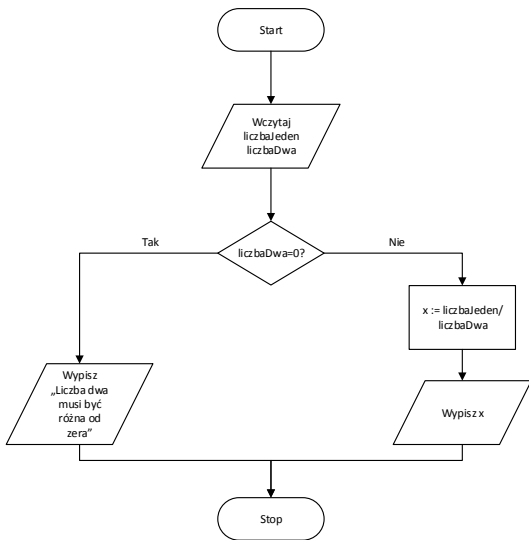 Start
Wczytaj
liczbaJeden
liczbaDwa
Tak
liczbaDwa=0?
Nie
x := liczbaJeden/
liczbaDwa
Wypisz
„Liczba dwa
musi być
różna od
zera”
Wypisz x
Stop